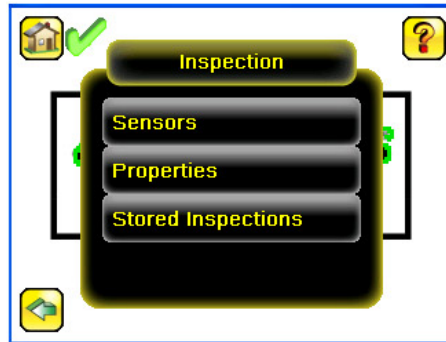 Inspection
?
Sensors
Properties
Stored Inspections